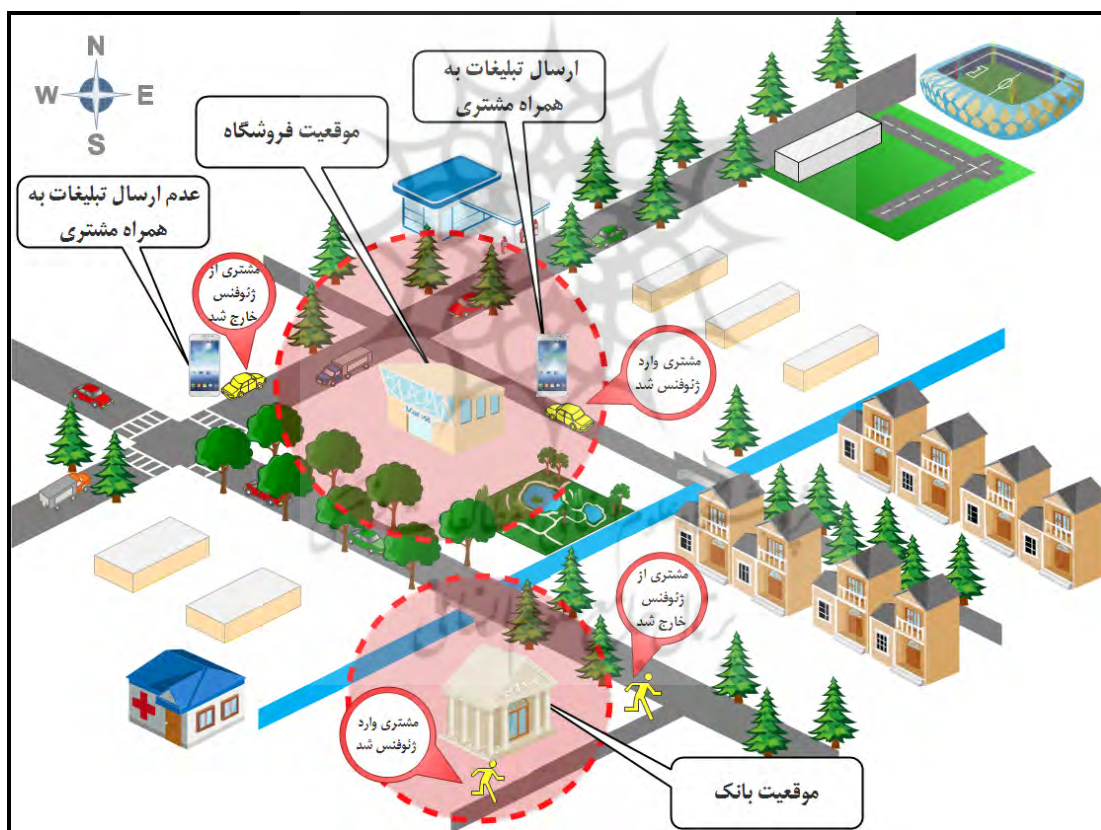 N
W
E
S
ارسال تبلیغات به
همراه مشتری
موقعیت فروشگاه
عدم ارسال تبلیغات به
همراه مشتری
مشتری از
ژئوفنس
خارج شد
مشتری وارد
ژئوفنس شد
مشتری از
ژئوفنس
خارج شد
مشتری وارد
ژئوفنس شد
موقعیت بانک